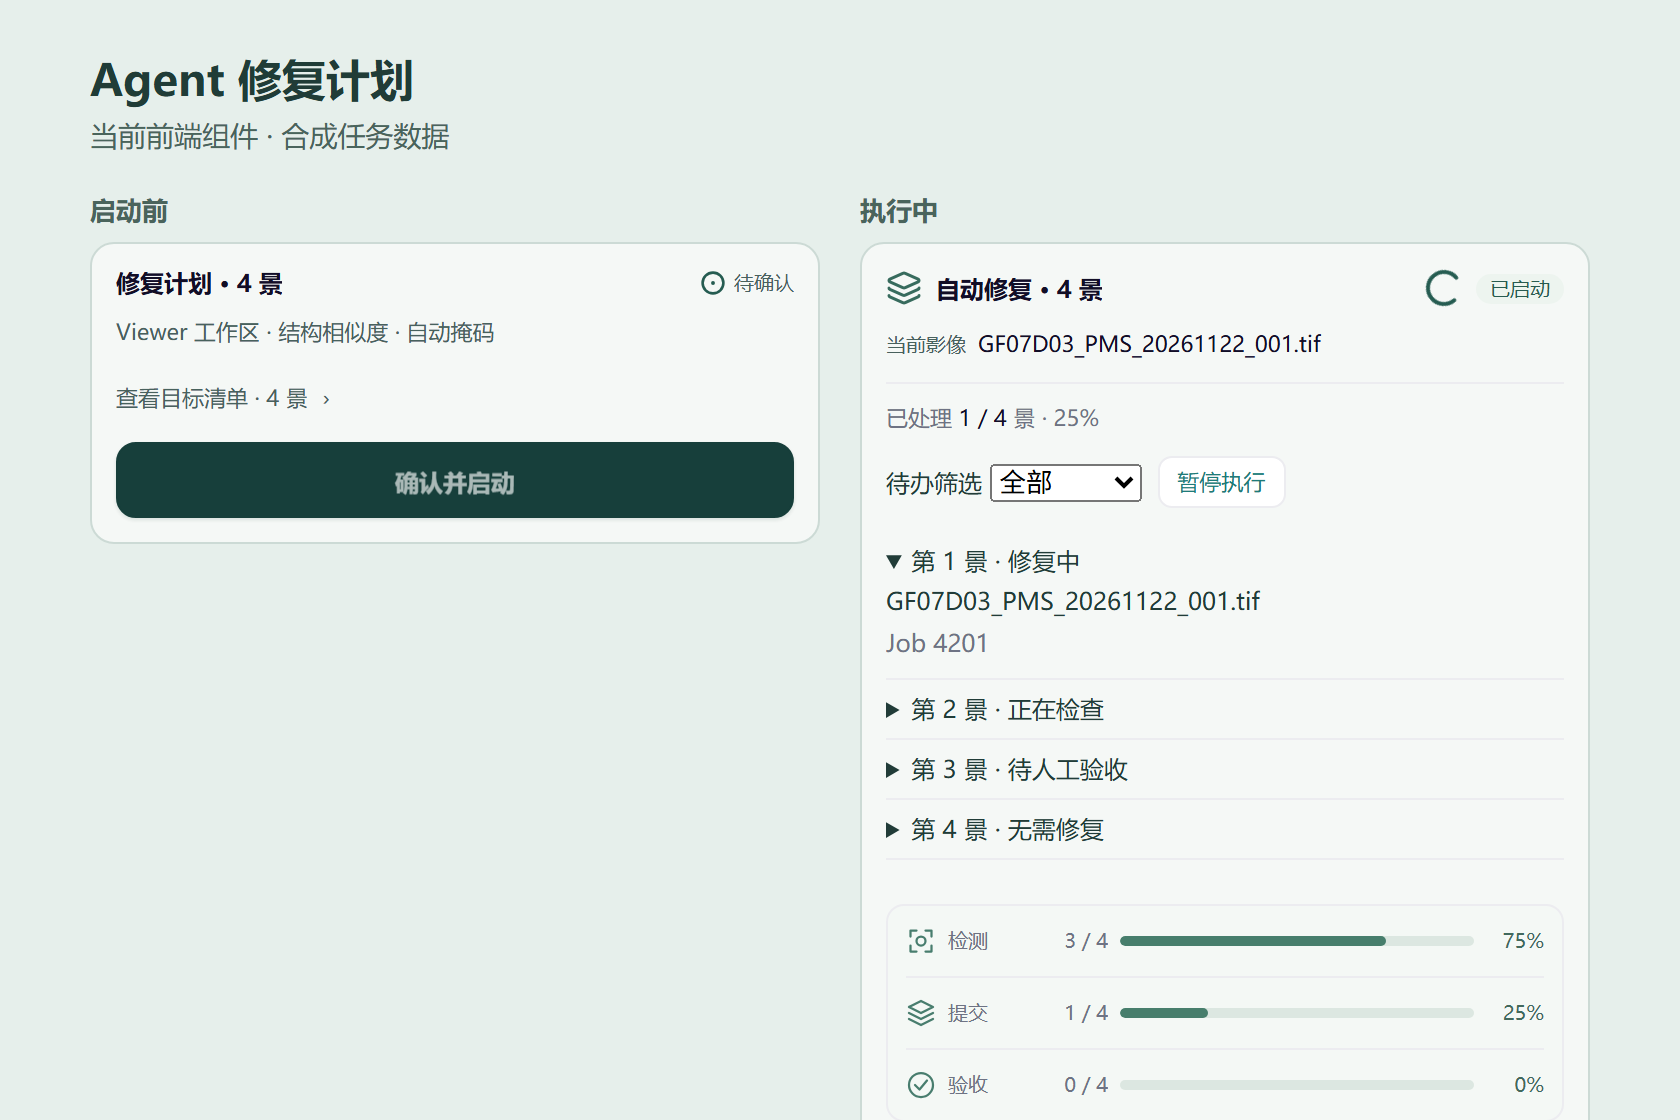 Agent 修复计划
当前前端组件 · 合成任务数据
启动前
修复计划 • 4 景
待确认
Viewer 工作区 · 结构相似度 · 自动掩码
查看目标清单 · 4 景 ›
确认并启动
执行中
自动修复 • 4 景
已启动
当前影像 GF07D03_PMS_20261122_001.tif
已处理 1 / 4 景 · 25%
待办筛选 全部 暂停执行
▼ 第 1 景 · 修复中
GF07D03_PMS_20261122_001.tif
Job 4201
▶ 第 2 景 · 正在检查
▶ 第 3 景 · 待人工验收
▶ 第 4 景 · 无需修复
检测 3 / 4 75%
提交 1 / 4 25%
验收 0 / 4 0%